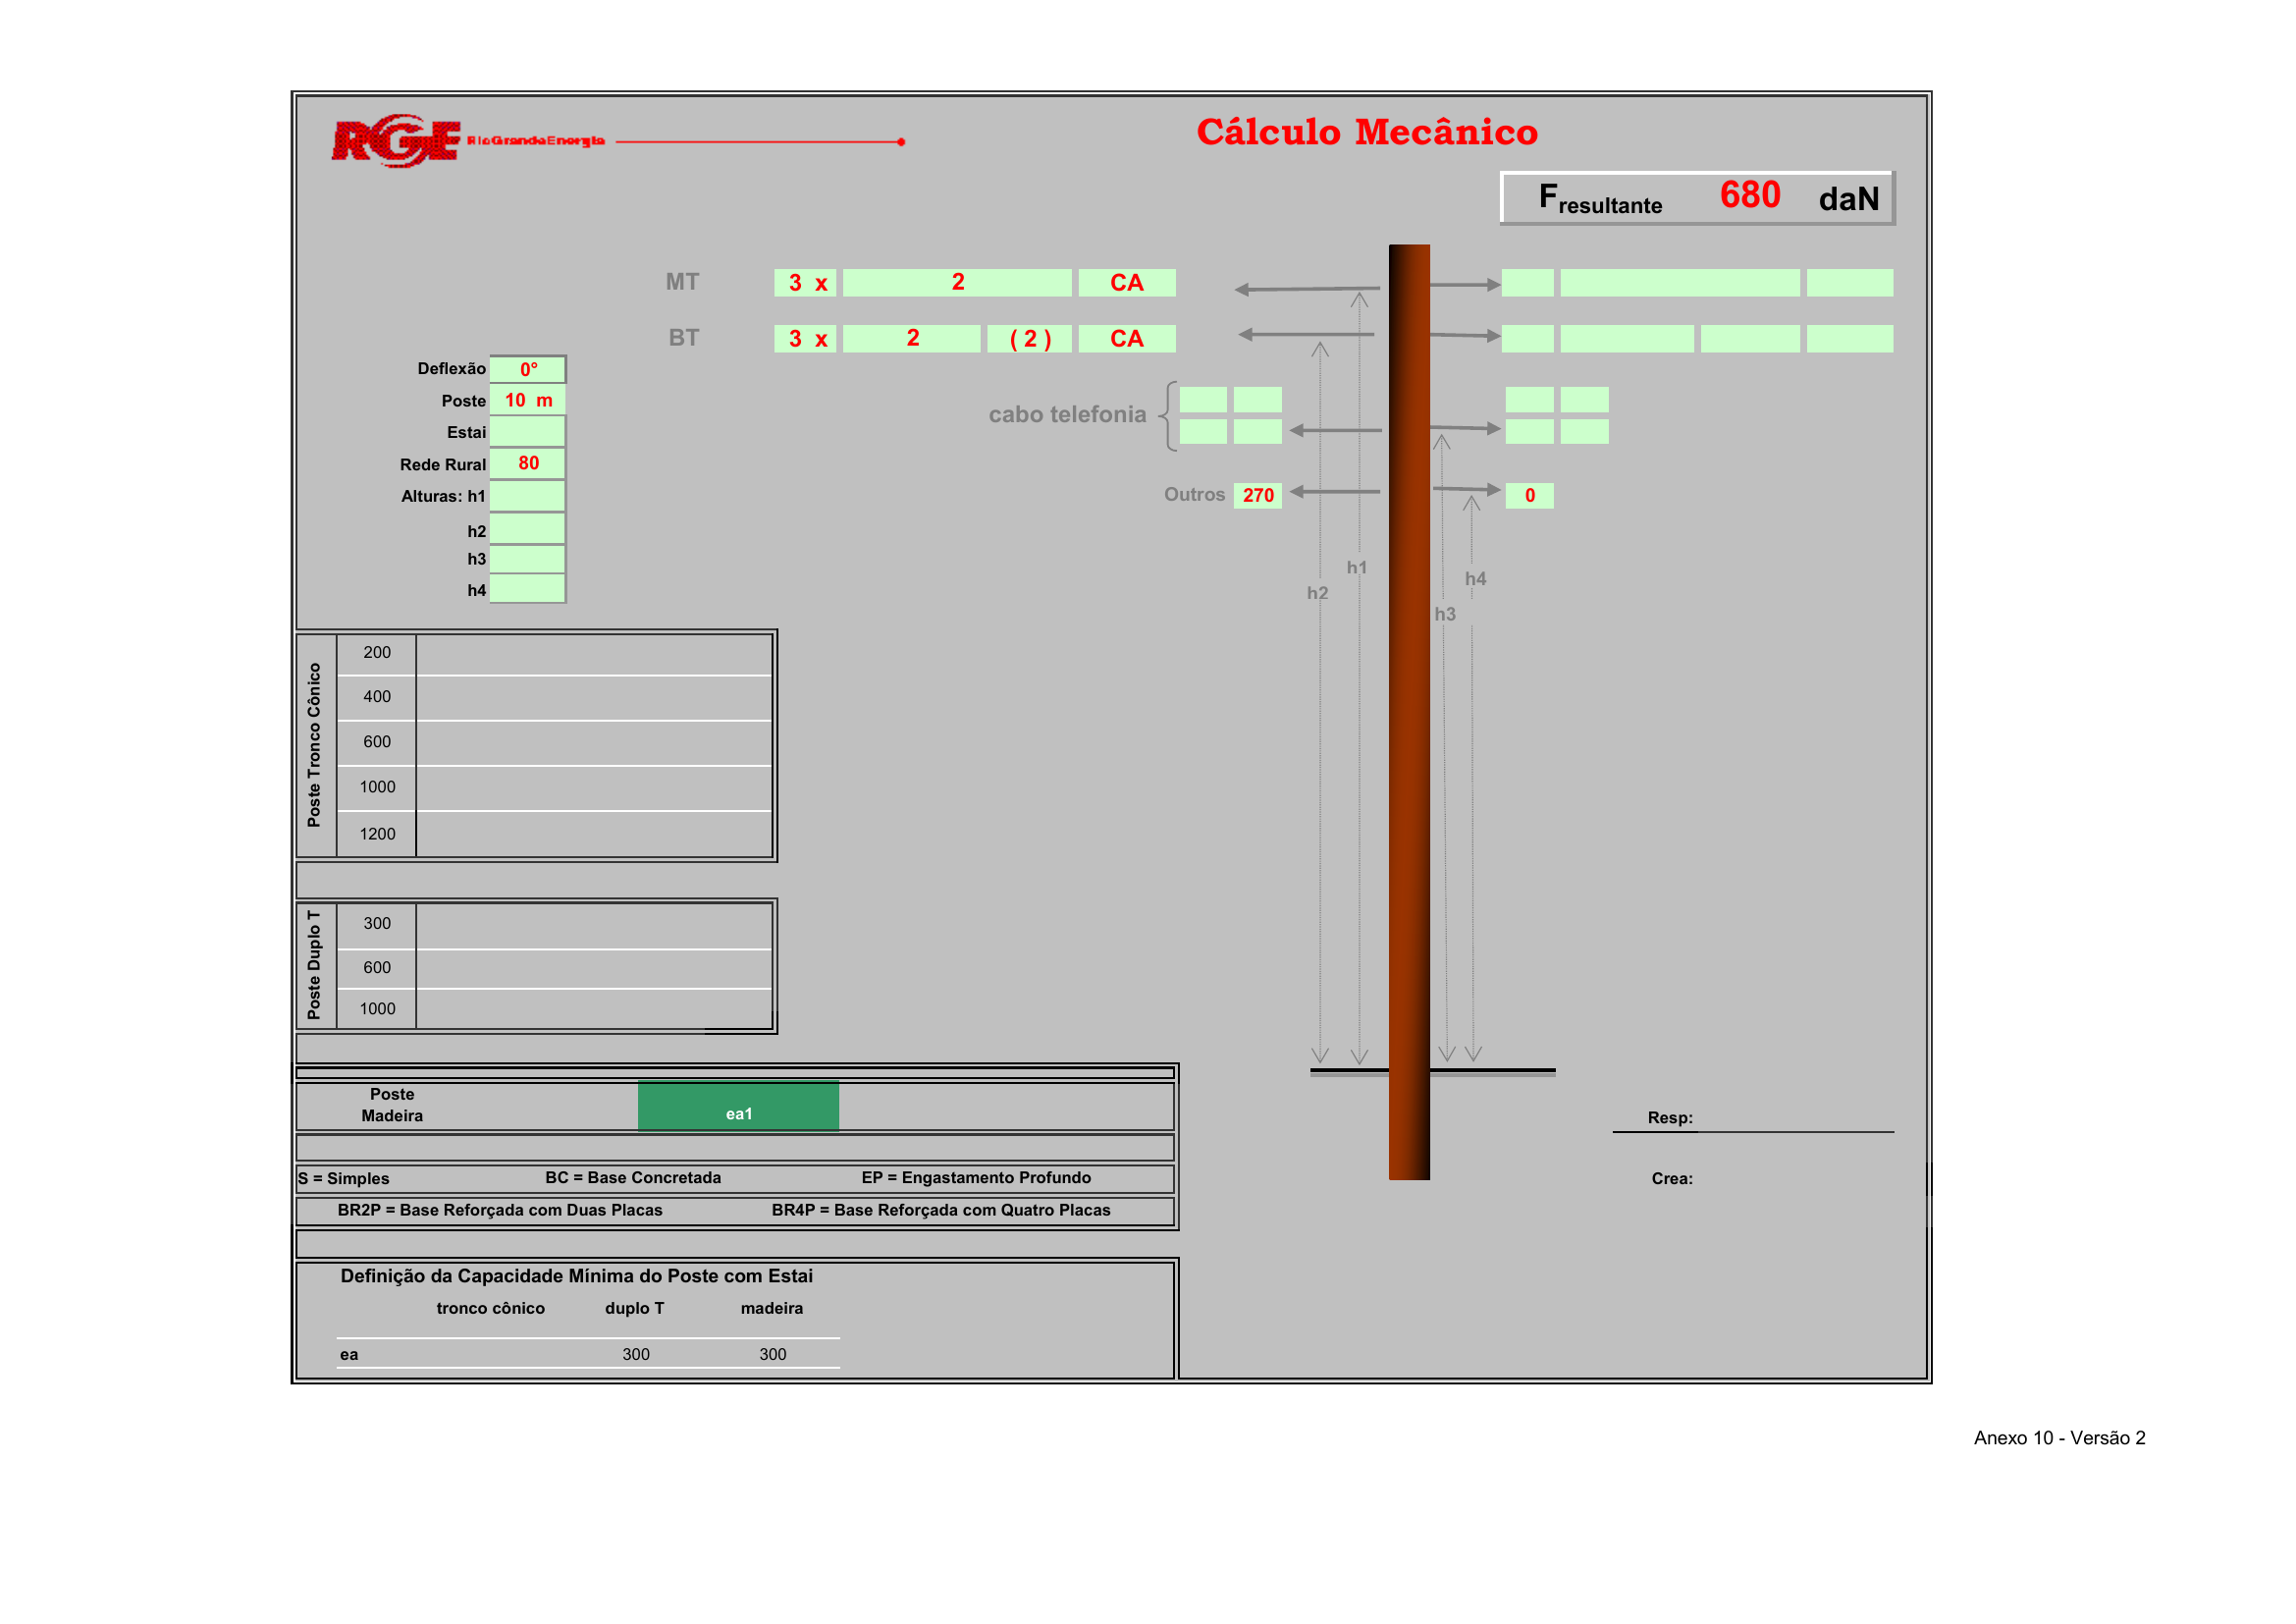 RGE RioGrandeEnergia
Cálculo Mecânico
Fresultante 680 daN
MT 3 x 2 CA
BT 3 x 2 ( 2 ) CA
Deflexão 0°
Poste 10 m
cabo telefonia
Estai
Rede Rural 80
Alturas: h1
Outros 270 0
h2
h3
h4
h1
h2
h4
h3
Poste Tronco Cônico
200
400
600
1000
1200
Poste Duplo T
300
600
1000
Poste
Madeira
ea1
Resp:
S = Simples BC = Base Concretada EP = Engastamento Profundo
Crea:
BR2P = Base Reforçada com Duas Placas BR4P = Base Reforçada com Quatro Placas
Definição da Capacidade Mínima do Poste com Estai
tronco cônico duplo T madeira
ea 300 300
Anexo 10 - Versão 2